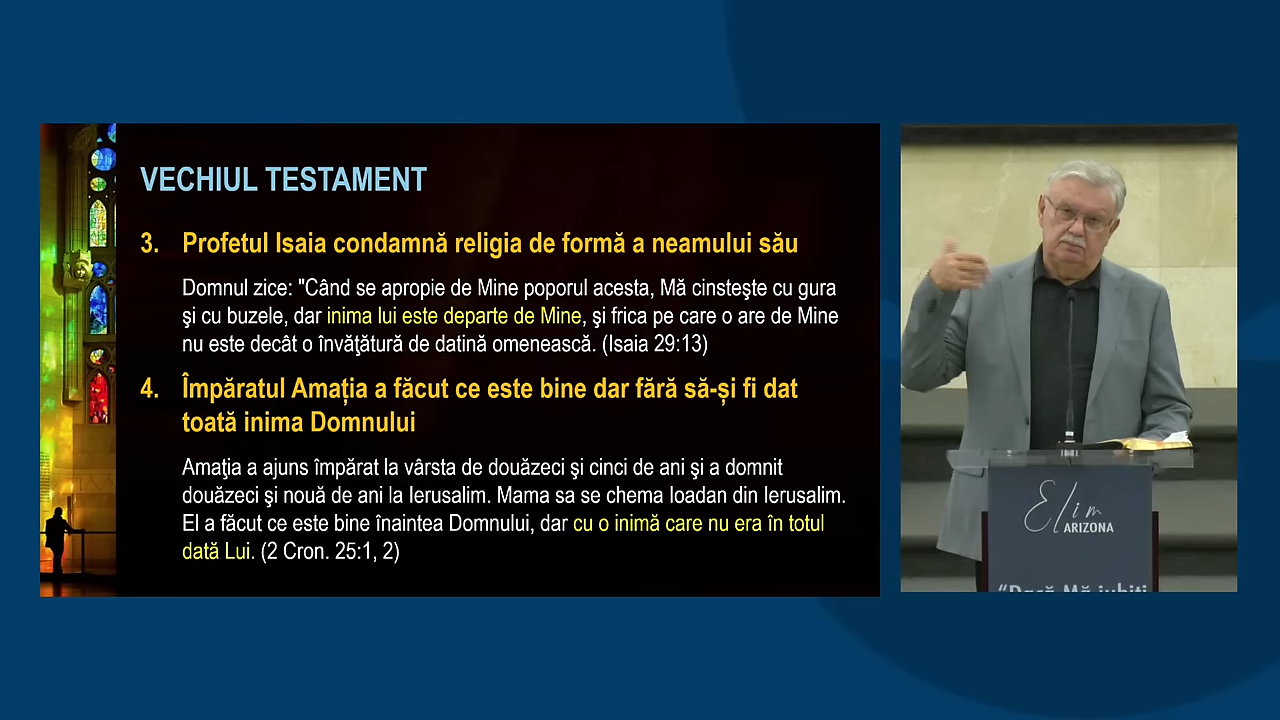 VECHIUL TESTAMENT
3. Profetul Isaia condamnă religia de formă a neamului său
Domnul zice: "Când se apropie de Mine poporul acesta, Mă cinsteşte cu gura
şi cu buzele, dar inima lui este departe de Mine, şi frica pe care o are de Mine
nu este decât o învăţătură de datină omenească. (Isaia 29:13)
4. Împăratul Amația a făcut ce este bine dar fără să-și fi dat
toată inima Domnului
Amaţia a ajuns împărat la vârsta de douăzeci şi cinci de ani şi a domnit
douăzeci şi nouă de ani la Ierusalim. Mama sa se chema Ioadan din Ierusalim.
El a făcut ce este bine înaintea Domnului, dar cu o inimă care nu era în totul
dată Lui. (2 Cron. 25:1, 2)
Elim
ARIZONA
“Dacă Mă iubiți